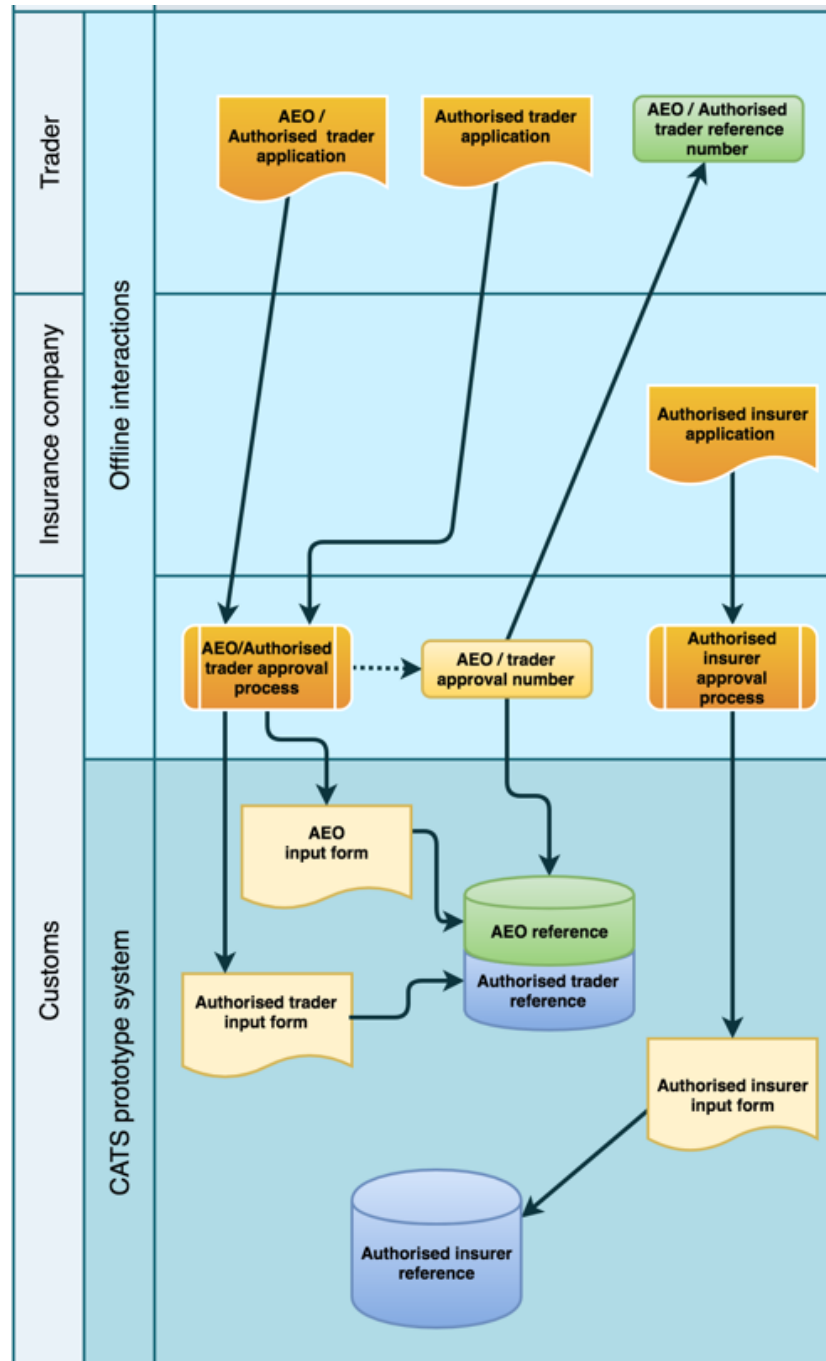 Trader
Insurance company
Customs
Offline interactions
CATS prototype system
AEO /
Authorised trader
application
Authorised trader
application
AEO / Authorised
trader reference
number
Authorised insurer
application
AEO/Authorised
trader approval
process
AEO / trader
approval number
Authorised
insurer
approval
process
AEO
input form
AEO reference
Authorised trader
reference
Authorised trader
input form
Authorised insurer
input form
Authorised insurer
reference